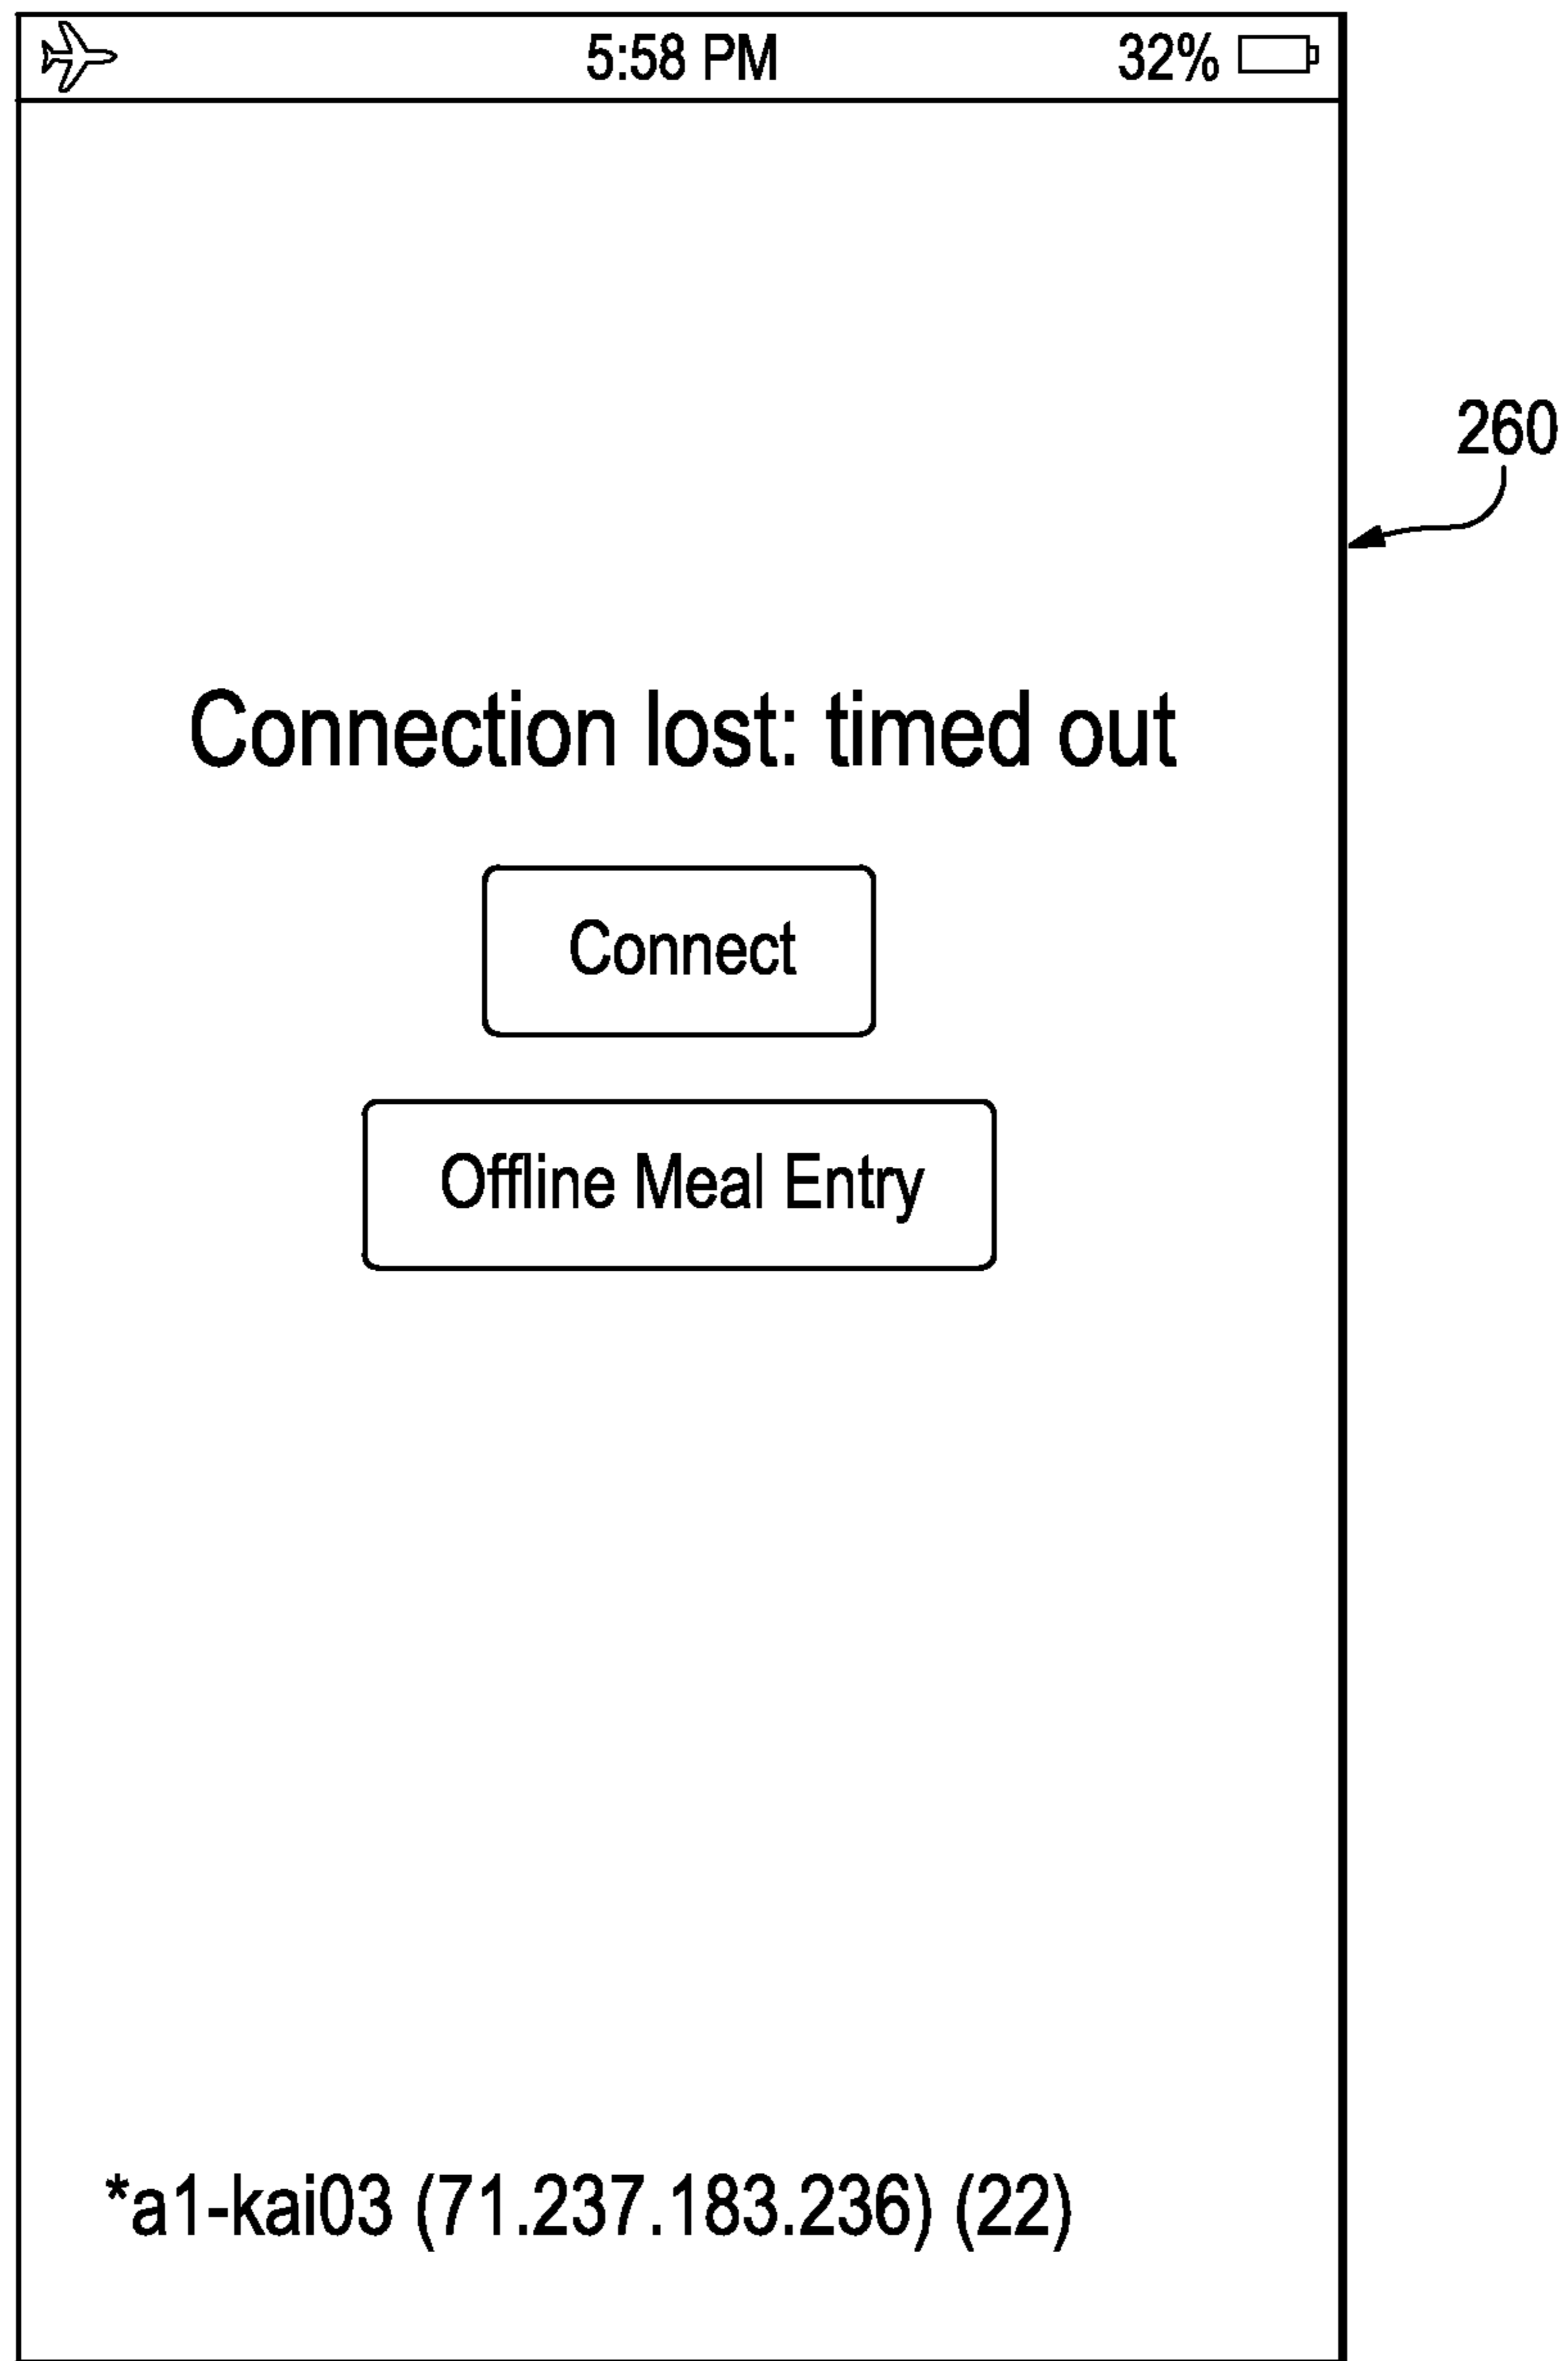 5:58 PM 32%
260
Connection lost: timed out
Connect
Offline Meal Entry
*a1-kai03 (71.237.183.236) (22)